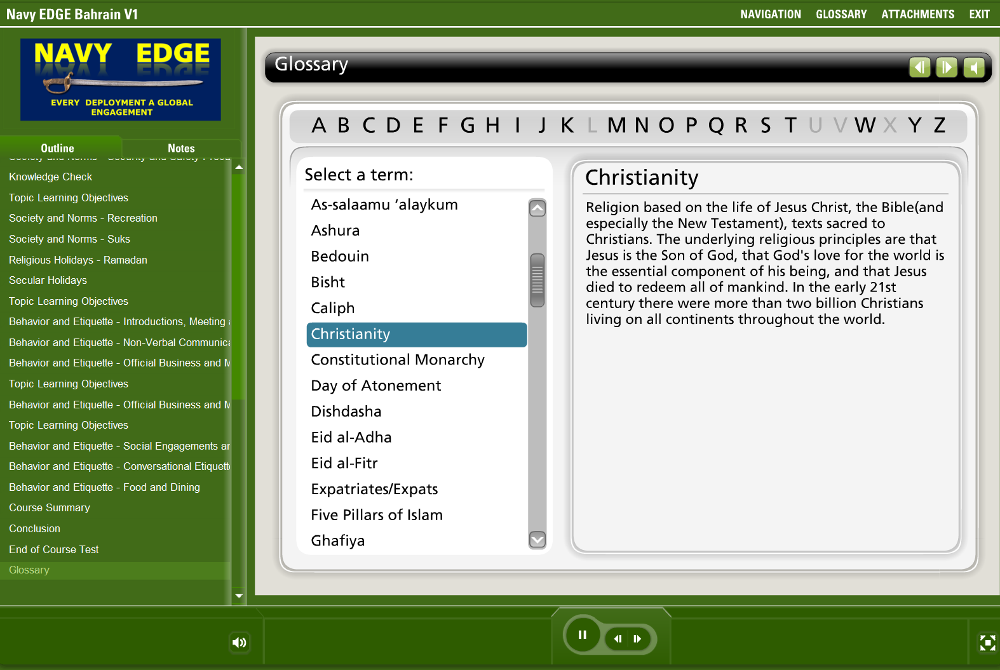 Navy EDGE Bahrain V1
NAVIGATION GLOSSARY ATTACHMENTS EXIT
NAVY EDGE
EVERY DEPLOYMENT A GLOBAL
ENGAGEMENT
Outline Notes
Society and Norms - Security and Safety
Knowledge Check
Topic Learning Objectives
Society and Norms - Recreation
Society and Norms - Suks
Religious Holidays - Ramadan
Secular Holidays
Topic Learning Objectives
Behavior and Etiquette - Introductions, Meeting
Behavior and Etiquette - Non-Verbal Communica
Behavior and Etiquette - Official Business and M
Topic Learning Objectives
Behavior and Etiquette - Official Business and M
Topic Learning Objectives
Behavior and Etiquette - Social Engagements
Behavior and Etiquette - Conversational Etiquett
Behavior and Etiquette - Food and Dining
Course Summary
Conclusion
End of Course Test
Glossary
Glossary
A B C D E F G H I J K L M N O P Q R S T U V W X Y Z
Select a term:
As-salaamu ‘alaykum
Ashura
Bedouin
Bisht
Caliph
Christianity
Constitutional Monarchy
Day of Atonement
Dishdasha
Eid al-Adha
Eid al-Fitr
Expatriates/Expats
Five Pillars of Islam
Ghafiya
Christianity
Religion based on the life of Jesus Christ, the Bible(and
especially the New Testament), texts sacred to
Christians. The underlying religious principles are that
Jesus is the Son of God, that God's love for the world is
the essential component of his being, and that Jesus
died to redeem all of mankind. In the early 21st
century there were more than two billion Christians
living on all continents throughout the world.